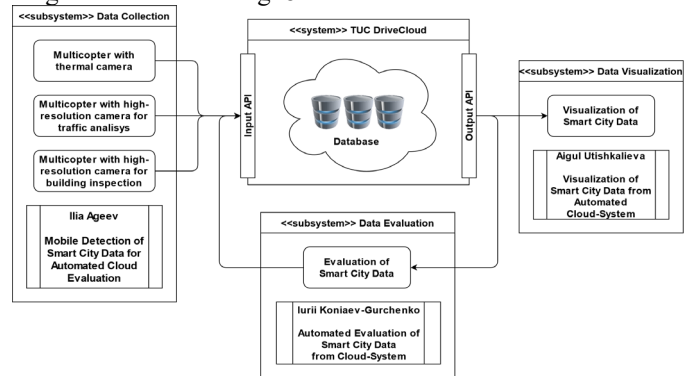 <<subsystem>> Data Collection
Multicopter with
thermal camera
Multicopter with high-
resolution camera for
traffic analisys
Multicopter with high-
resolution camera for
building inspection
Ilia Ageev
Mobile Detection of
Smart City Data for
Automated Cloud
Evaluation
<<system>> TUC DriveCloud
Input API
Database
Output API
<<subsystem>> Data Evaluation
Evaluation of
Smart City Data
Iurii Koniaev-Gurchenko
Automated Evaluation of
Smart City Data
from Cloud-System
<<subsystem>> Data Visualization
Visualization of
Smart City Data
Aigul Utishkalieva
Visualization of
Smart City Data from
Automated
Cloud-System